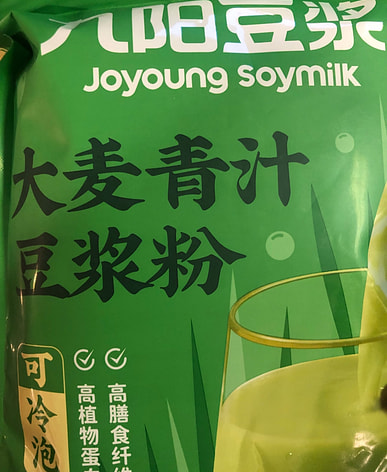 九阳豆浆
Joyoung Soymilk
大麦青汁
豆浆粉
可冷泡
高植物蛋白
高膳食纤维